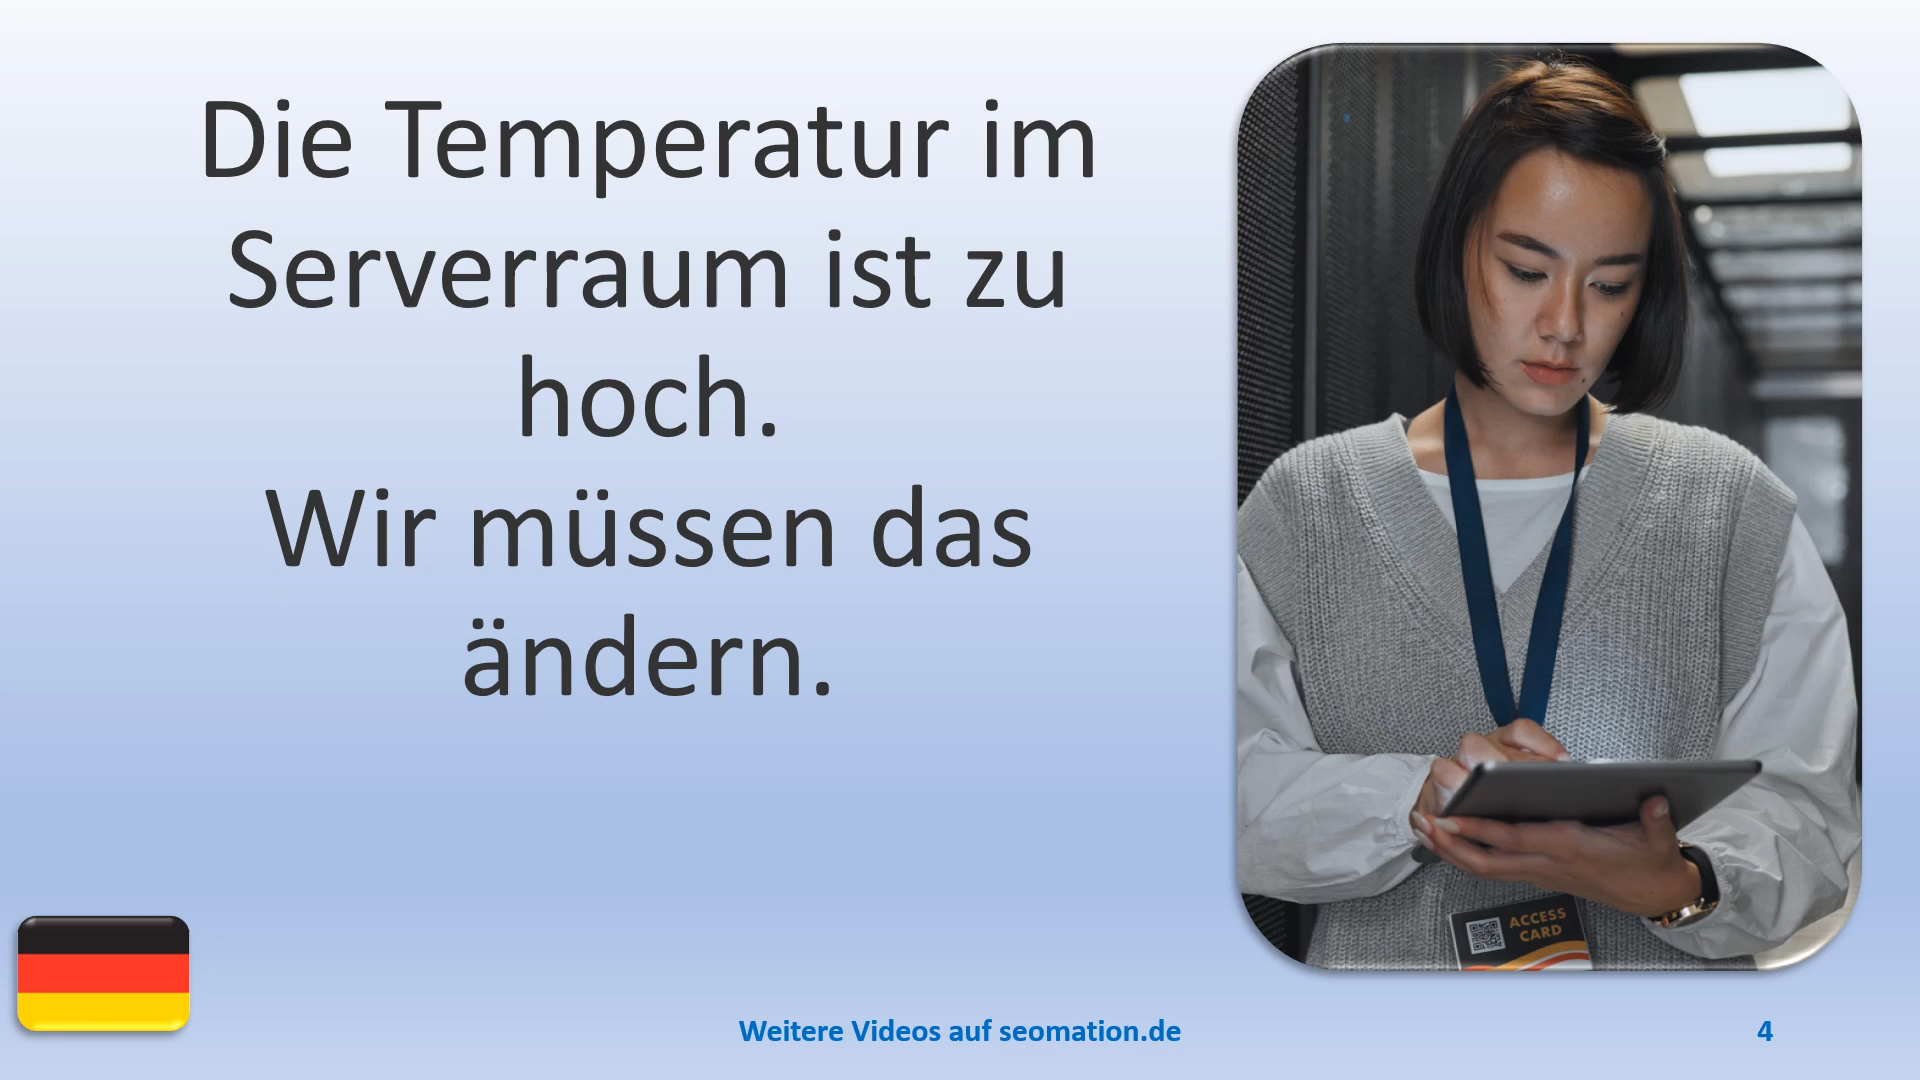 Die Temperatur im
Serverraum ist zu
hoch.
Wir müssen das
ändern.
ACCESS
CARD
Weitere Videos auf seomation.de
4